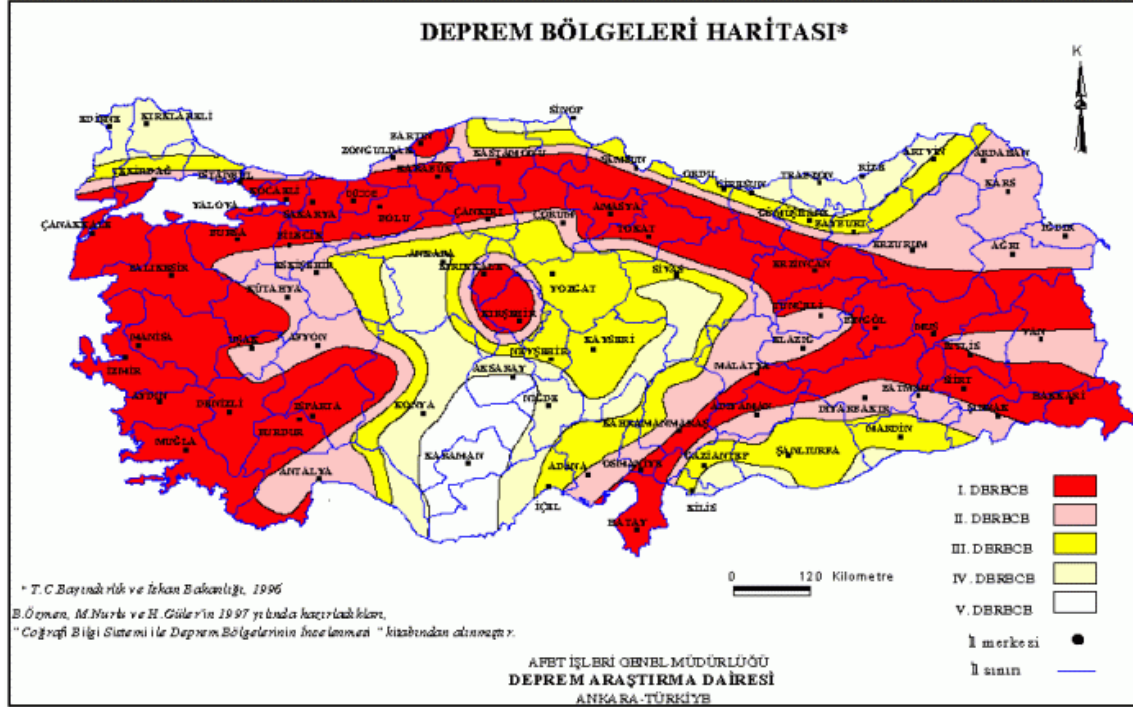 DEPREM BÖLGELERİ HARİTASI*
K
SİNOP
EDİRNE KIRKLARELİ
BARTIN
ZONGULDAK KASTAMONU
ARTVİN
ARDAHAN
TEKİRDAĞ İSTANBUL
KARABÜK
SAMSUN
RİZE
ORDU GİRESUN TRABZON
KARS
KOCAELİ DÜZCE
YALOVA
SAKARYA BOLU
ÇANKIRI
ÇORUM
AMASYA
GÜMÜŞHANE
BAYBURT
ÇANAKKALE
BURSA BİLECİK
TOKAT
ERZURUM
AĞRI
IĞDIR
BALIKESİR
ESKİŞEHİR
ANKARA
KIRIKKALE
YOZGAT
SİVAS
ERZİNCAN
KÜTAHYA
KIRŞEHİR
TUNCELİ
BİNGÖL
MUŞ
VAN
MANİSA
UŞAK
AFYON
NEVŞEHİR
KAYSERİ
ELAZIĞ
BİTLİS
İZMİR
AKSARAY
MALATYA
SİİRT
AYDIN
DENİZLİ
ISPARTA
KONYA
NİĞDE
BATMAN
HAKKARİ
BURDUR
KAHRAMANMARAŞ
ADIYAMAN
DİYARBAKIR
ŞIRNAK
MUĞLA
KARAMAN
MARDİN
ANTALYA
ADANA
OSMANİYE
GAZİANTEP
ŞANLIURFA
İÇEL
KİLİS
HATAY
I. DERECE
II. DERECE
III. DERECE
IV. DERECE
V. DERECE
İl merkezi
İl sınırı
0 120 Kilometre
* T.C.Bayındırlık ve İskan Bakanlığı, 1996
B.Özmen, M.Nurlu ve H.Güler'in 1997 yılında hazırladıkları,
"Coğrafi Bilgi Sistemi ile Deprem Bölgelerinin İncelenmesi " kitabından alınmıştır.
AFET İŞLERİ GENEL MÜDÜRLÜĞÜ
DEPREM ARAŞTIRMA DAİRESİ
ANKARA-TÜRKİYE